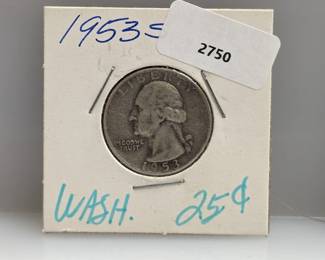 1953S
2750
LIBERTY
IN GOD WE
TRUST
1953
WASH. 25¢